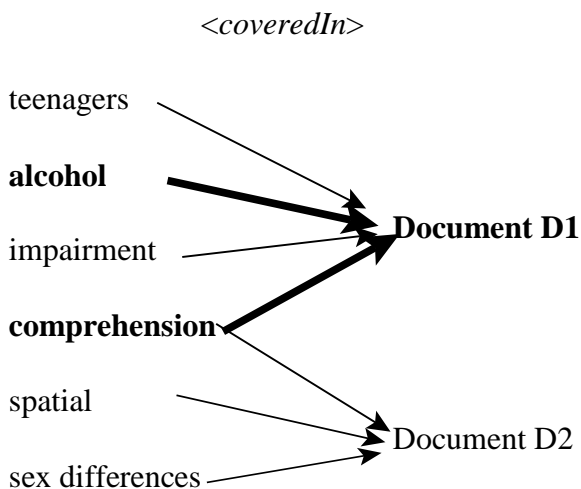 <coveredIn>
teenagers
alcohol
Document D1
impairment
comprehension
spatial
Document D2
sex differences